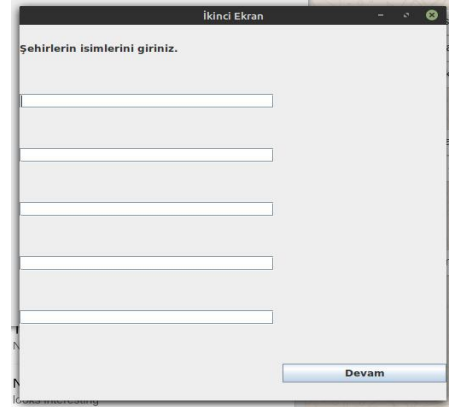 İkinci Ekran
Şehirlerin isimlerini giriniz.
Devam
looks interesting